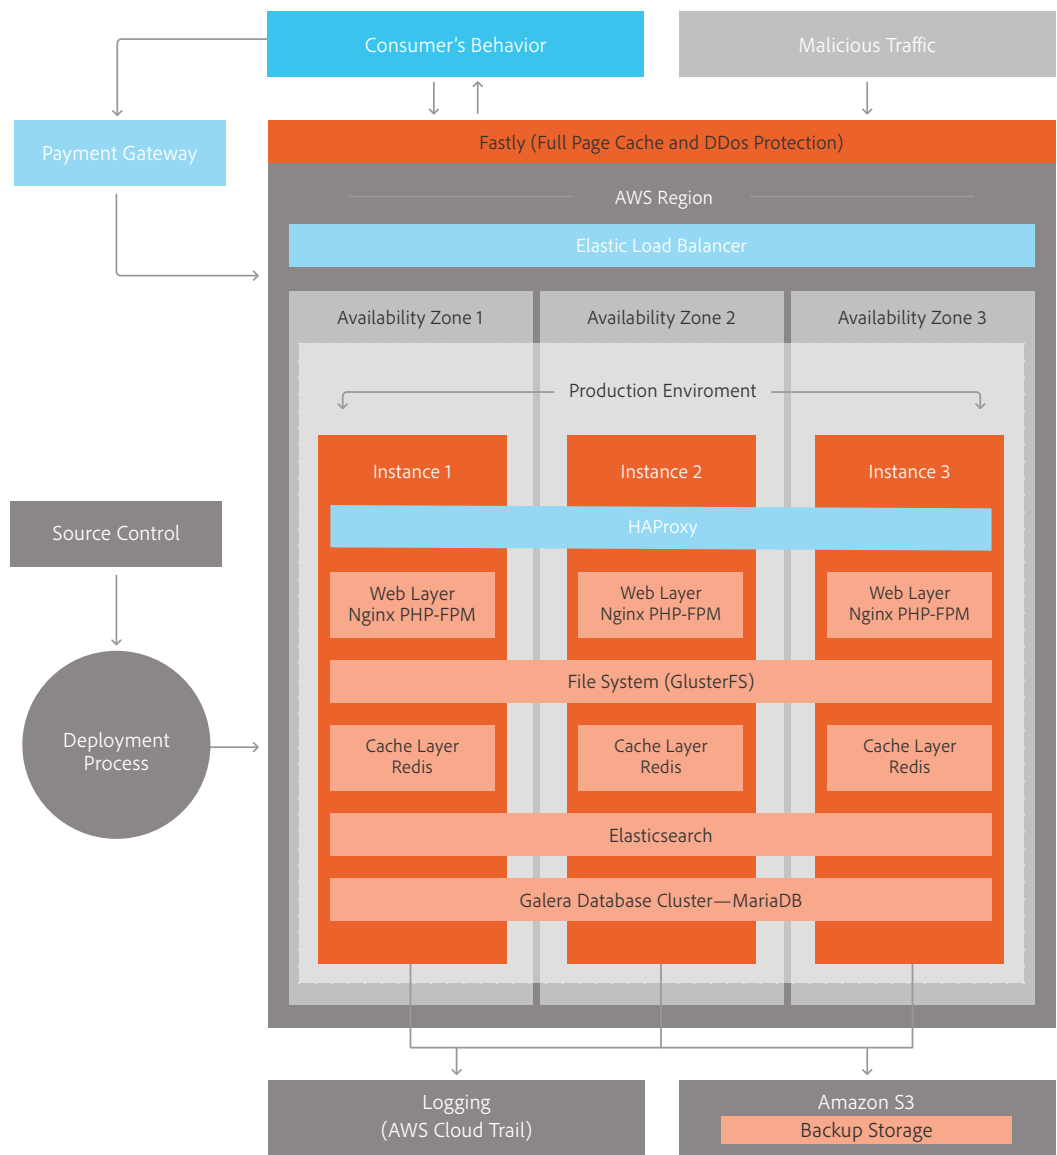 Consumer's Behavior
Malicious Traffic
Payment Gateway
Fastly (Full Page Cache and DDos Protection)
AWS Region
Elastic Load Balancer
Availability Zone 1
Availability Zone 2
Availability Zone 3
Production Enviroment
Instance 1
Instance 2
Instance 3
HAProxy
Source Control
Web Layer
Nginx PHP-FPM
Web Layer
Nginx PHP-FPM
Web Layer
Nginx PHP-FPM
File System (GlusterFS)
Deployment
Process
Cache Layer
Redis
Cache Layer
Redis
Cache Layer
Redis
Elasticsearch
Galera Database Cluster—MariaDB
Logging
(AWS Cloud Trail)
Amazon S3
Backup Storage